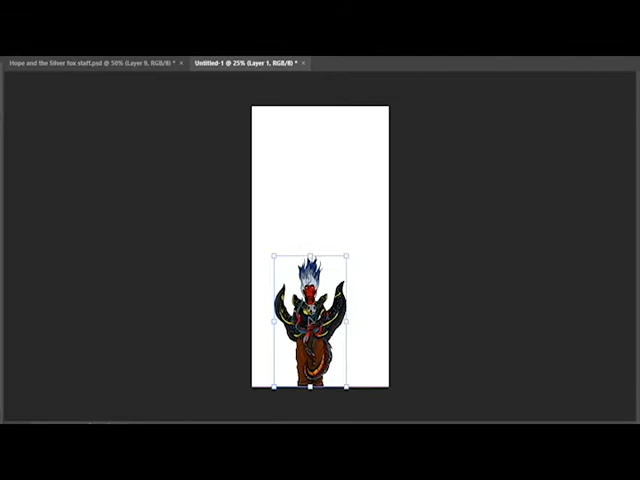 Hope and the Silver fox staff.psd @ 50% (Layer 9, RGB/8) * × Untitled-1 @ 25% (Layer 1, RGB/8) * ×